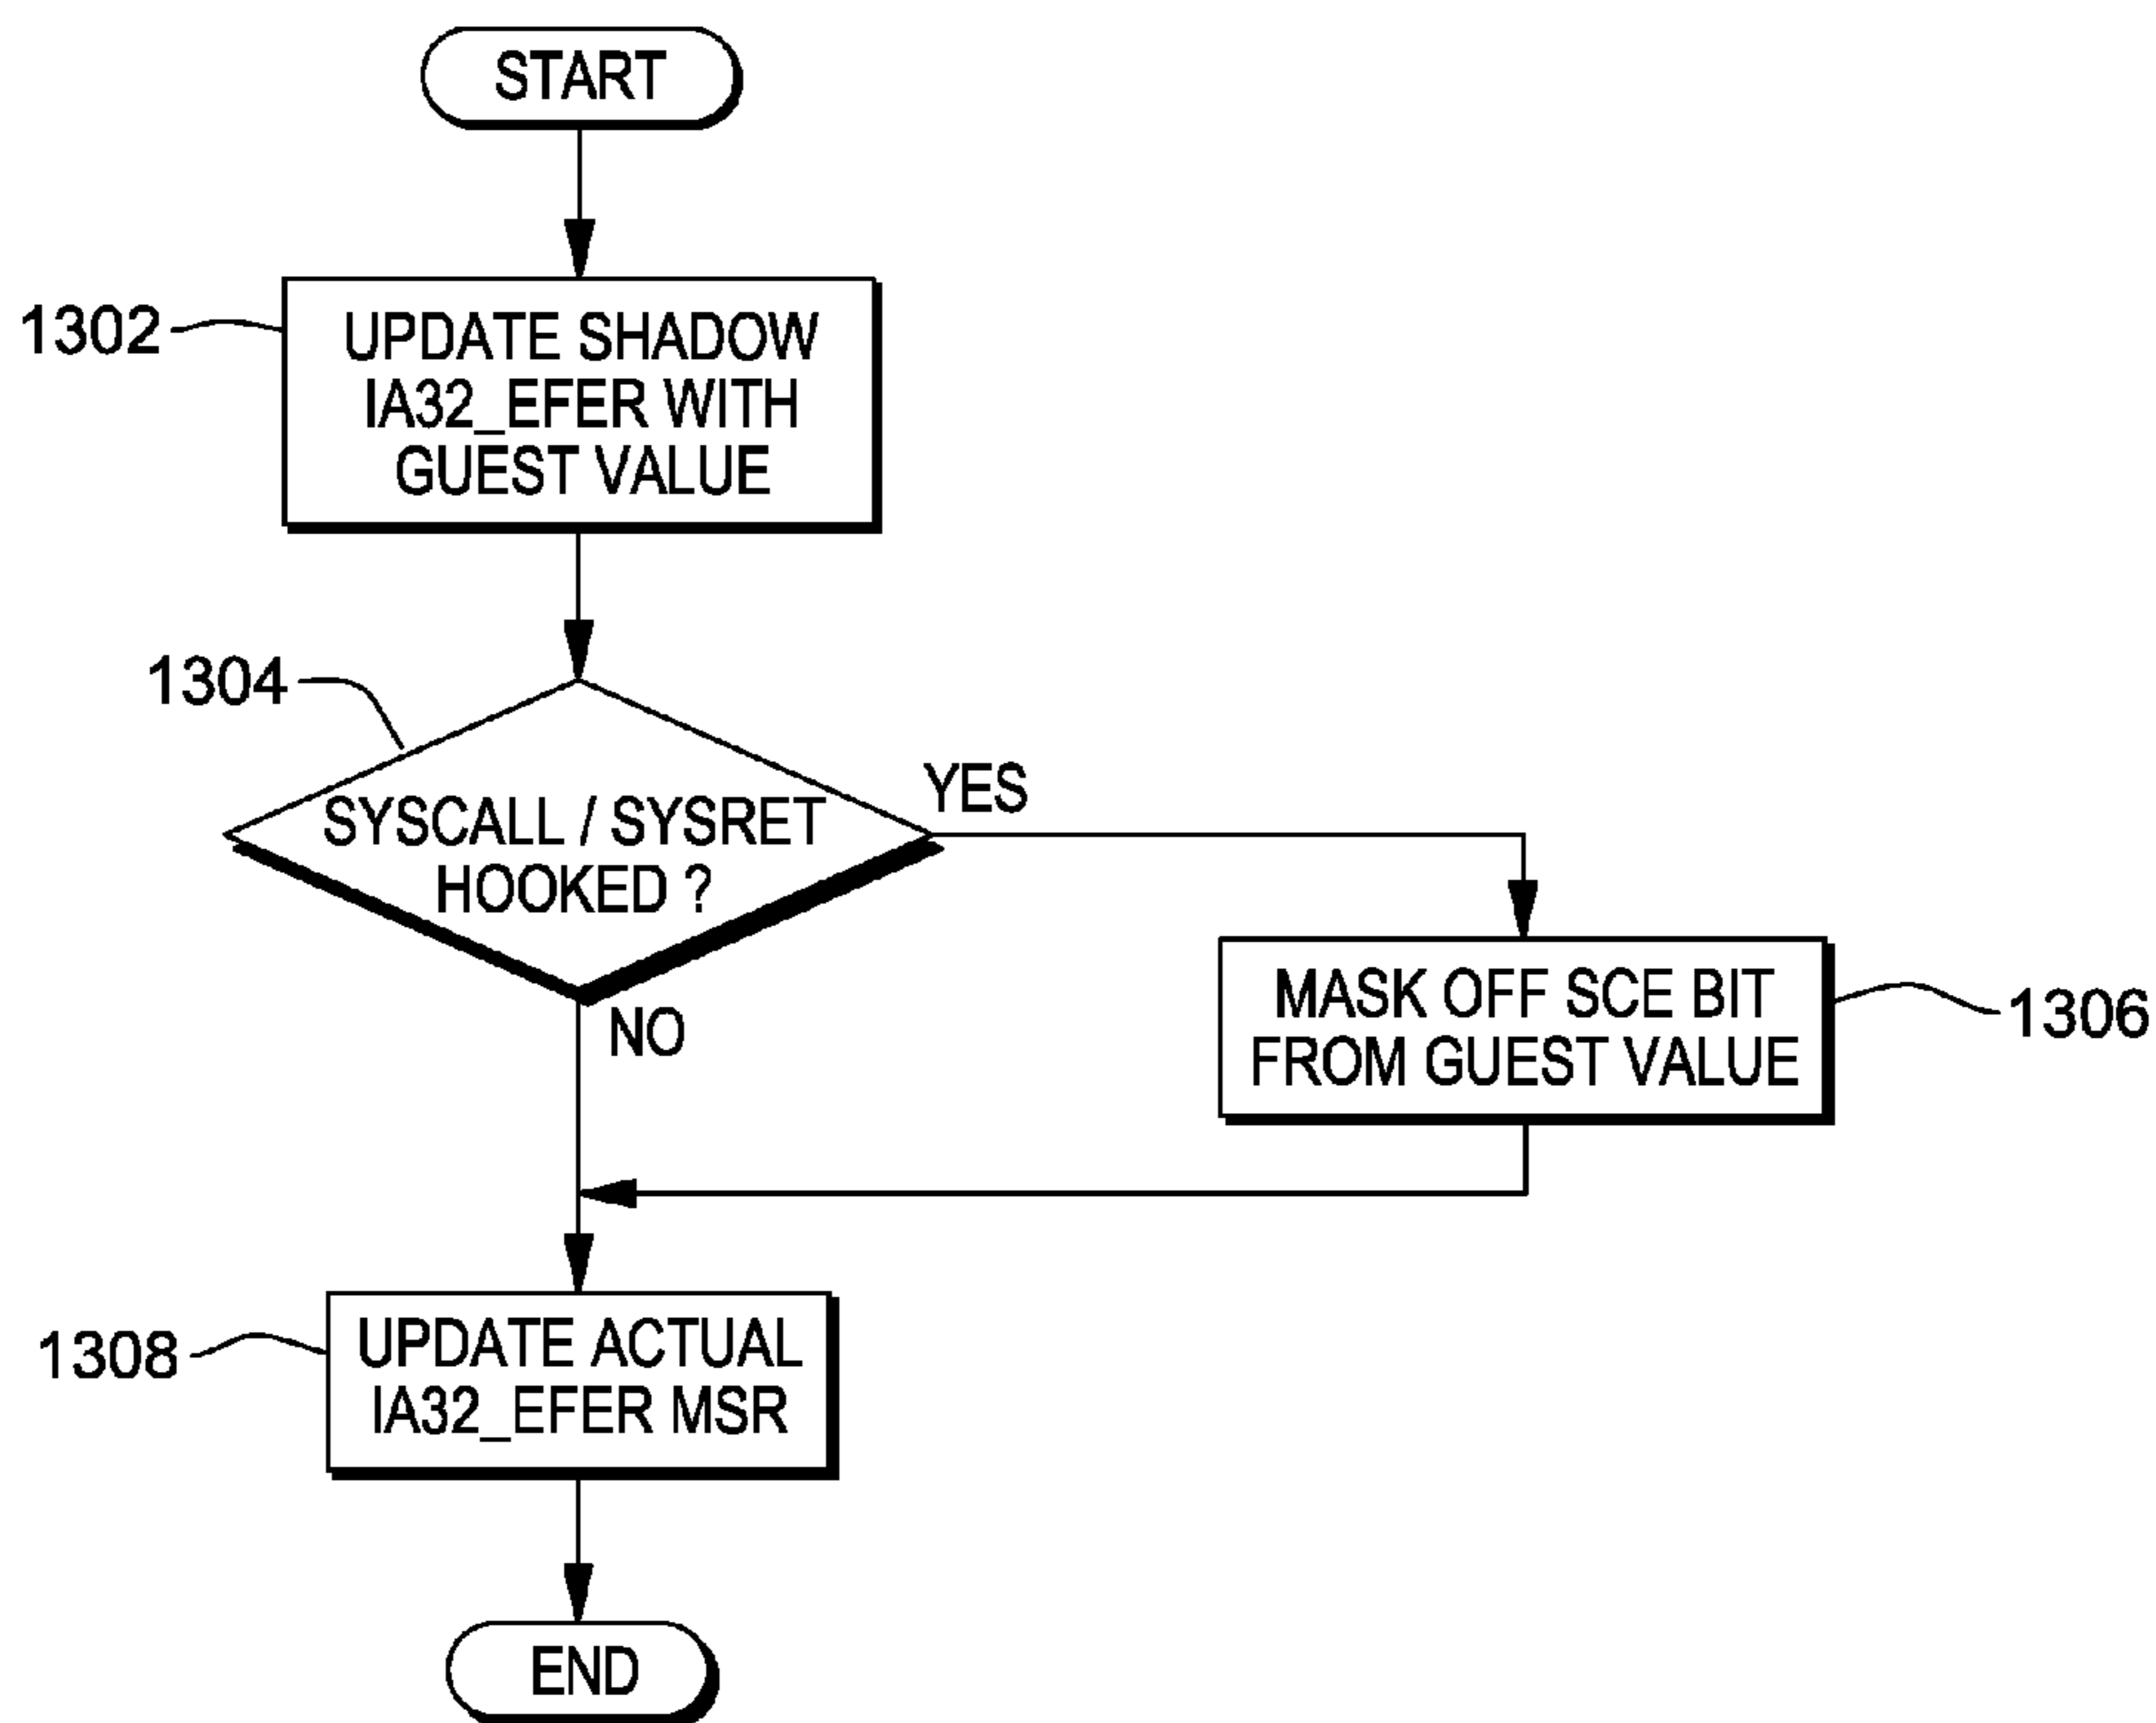 START
1302
UPDATE SHADOW
IA32_EFER WITH
GUEST VALUE
1304
SYSCALL / SYSRET
HOOKED ?
YES
NO
MASK OFF SCE BIT
FROM GUEST VALUE
1306
1308
UPDATE ACTUAL
IA32_EFER MSR
END